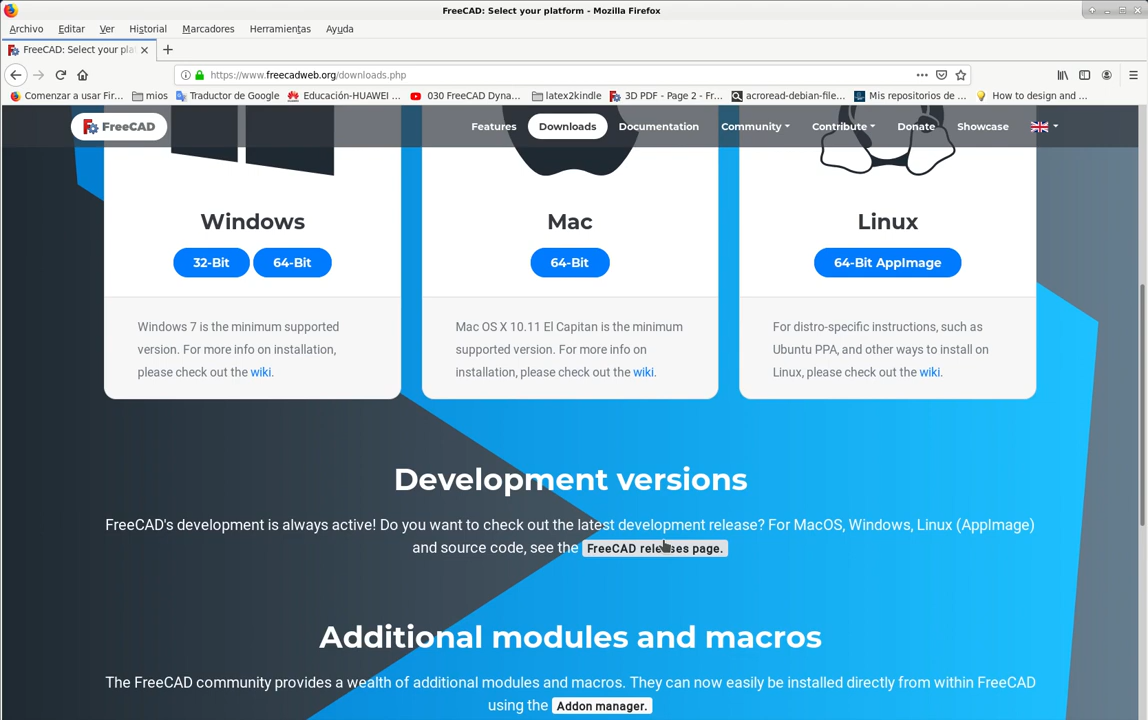 FreeCAD: Select your platform - Mozilla Firefox
Archivo Editar Ver Historial Marcadores Herramientas Ayuda
FreeCAD: Select your pla
https://www.freecadweb.org/downloads.php
Comenzar a usar Fir... mios Traductor de Google Educación-HUAWEI ... 030 FreeCAD Dyna... latex2kindle 3D PDF - Page 2 - Fr... acroread-debian-file... Mis repositorios de ... How to design and ...
FreeCAD Features Downloads Documentation Community Contribute Donate Showcase
Windows
32-Bit 64-Bit
Windows 7 is the minimum supported
version. For more info on installation,
please check out the wiki.
Mac
64-Bit
Mac OS X 10.11 El Capitan is the minimum
supported version. For more info on
installation, please check out the wiki.
Linux
64-Bit AppImage
For distro-specific instructions, such as
Ubuntu PPA, and other ways to install on
Linux, please check out the wiki.
Development versions
FreeCAD's development is always active! Do you want to check out the latest development release? For MacOS, Windows, Linux (AppImage)
and source code, see the FreeCAD releases page.
Additional modules and macros
The FreeCAD community provides a wealth of additional modules and macros. They can now easily be installed directly from within FreeCAD
using the Addon manager.